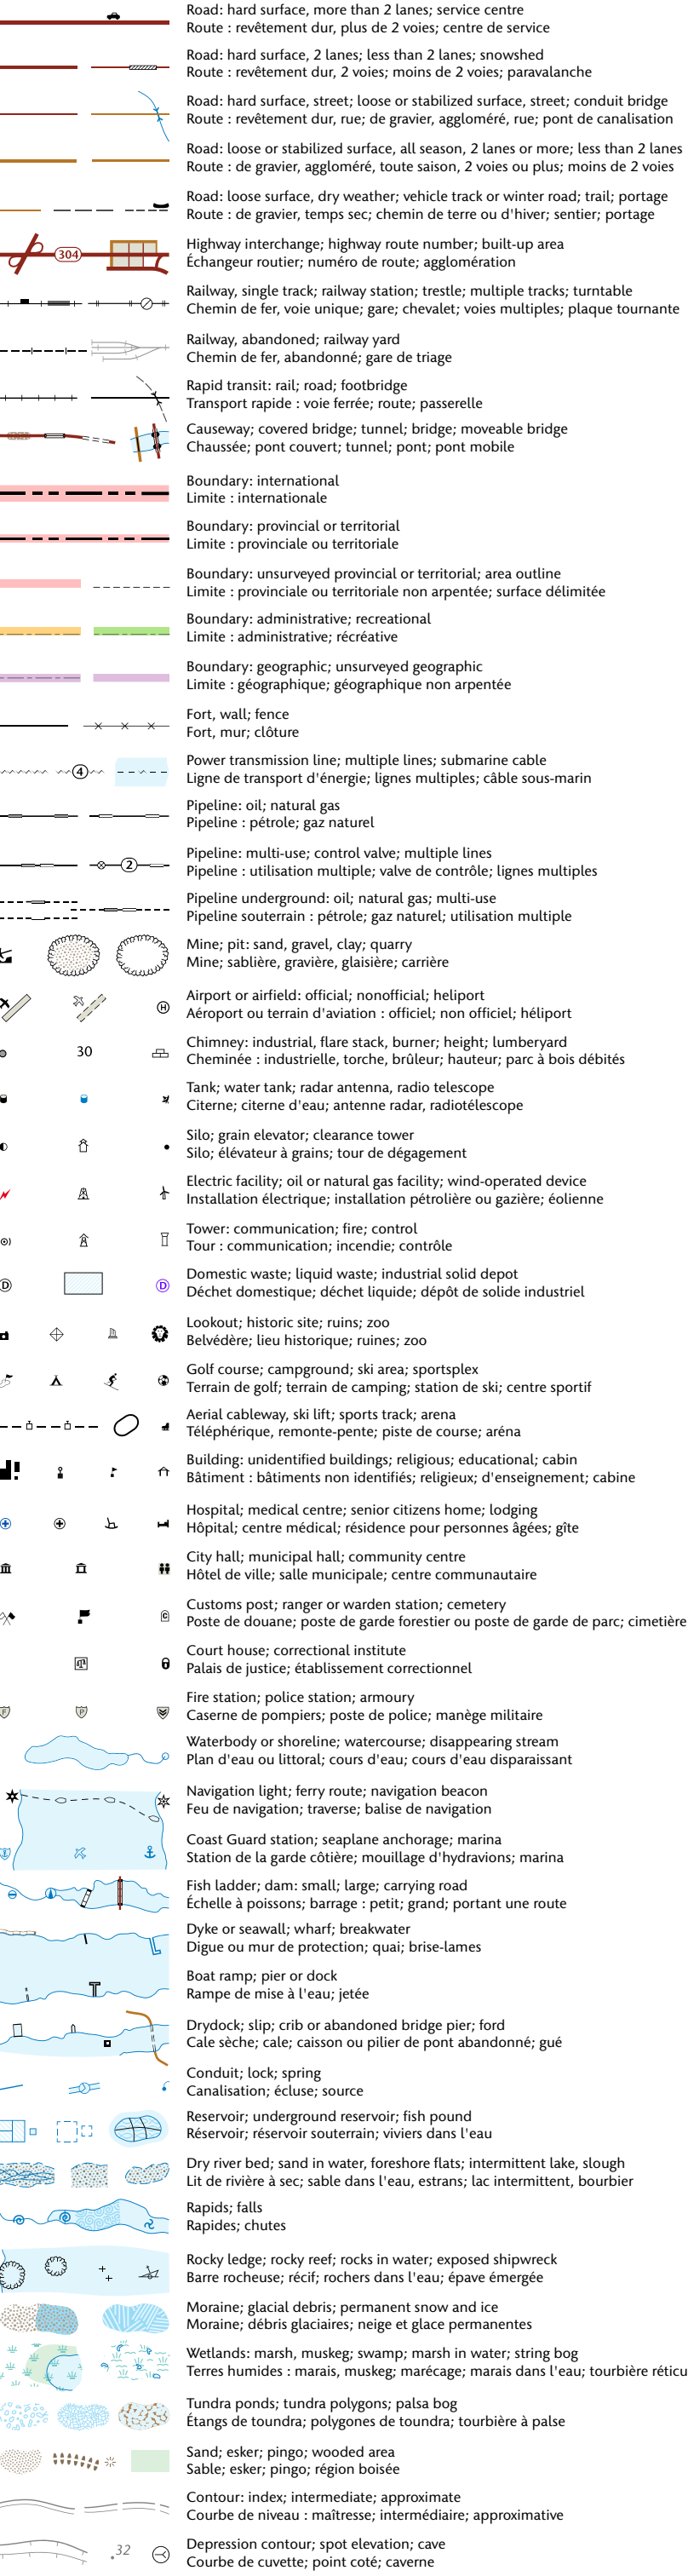 Road: hard surface, more than 2 lanes; service centre
Route : revêtement dur, plus de 2 voies; centre de service
Road: hard surface, 2 lanes; less than 2 lanes; snowshed
Route : revêtement dur, 2 voies; moins de 2 voies; paravalanche
Road: hard surface, street; loose or stabilized surface, street; conduit bridge
Route : revêtement dur, rue; de gravier, aggloméré, rue; pont de canalisation
Road: loose or stabilized surface, all season, 2 lanes or more; less than 2 lanes
Route : de gravier, aggloméré, toute saison, 2 voies ou plus; moins de 2 voies
Road: loose surface, dry weather; vehicle track or winter road; trail; portage
Route : de gravier, temps sec; chemin de terre ou d'hiver; sentier; portage
304
Highway interchange; highway route number; built-up area
Échangeur routier; numéro de route; agglomération
Railway, single track; railway station; trestle; multiple tracks; turntable
Chemin de fer, voie unique; gare; chevalet; voies multiples; plaque tournante
Railway, abandoned; railway yard
Chemin de fer, abandonné; gare de triage
Rapid transit: rail; road; footbridge
Transport rapide : voie ferrée; route; passerelle
Causeway; covered bridge; tunnel; bridge; moveable bridge
Chaussée; pont couvert; tunnel; pont; pont mobile
Boundary: international
Limite : internationale
Boundary: provincial or territorial
Limite : provinciale ou territoriale
Boundary: unsurveyed provincial or territorial; area outline
Limite : provinciale ou territoriale non arpentée; surface délimitée
Boundary: administrative; recreational
Limite : administrative; récréative
Boundary: geographic; unsurveyed geographic
Limite : géographique; géographique non arpentée
Fort, wall; fence
Fort, mur; clôture
4
Power transmission line; multiple lines; submarine cable
Ligne de transport d'énergie; lignes multiples; câble sous-marin
Pipeline: oil; natural gas
Pipeline : pétrole; gaz naturel
2
Pipeline: multi-use; control valve; multiple lines
Pipeline : utilisation multiple; valve de contrôle; lignes multiples
Pipeline underground: oil; natural gas; multi-use
Pipeline souterrain : pétrole; gaz naturel; utilisation multiple
Mine; pit: sand, gravel, clay; quarry
Mine; sablière, gravière, glaisière; carrière
H
Airport or airfield: official; nonofficial; heliport
Aéroport ou terrain d'aviation : officiel; non officiel; héliport
30
Chimney: industrial, flare stack, burner; height; lumberyard
Cheminée : industrielle, torche, brûleur; hauteur; parc à bois débités
Tank; water tank; radar antenna, radio telescope
Citerne; citerne d'eau; antenne radar, radiotélescope
Silo; grain elevator; clearance tower
Silo; élévateur à grains; tour de dégagement
Electric facility; oil or natural gas facility; wind-operated device
Installation électrique; installation pétrolière ou gazière; éolienne
Tower: communication; fire; control
Tour : communication; incendie; contrôle
D D
Domestic waste; liquid waste; industrial solid depot
Déchet domestique; déchet liquide; dépôt de solide industriel
Lookout; historic site; ruins; zoo
Belvédère; lieu historique; ruines; zoo
Golf course; campground; ski area; sportsplex
Terrain de golf; terrain de camping; station de ski; centre sportif
Aerial cableway, ski lift; sports track; arena
Téléphérique, remonte-pente; piste de course; aréna
Building: unidentified buildings; religious; educational; cabin
Bâtiment : bâtiments non identifiés; religieux; d'enseignement; cabine
Hospital; medical centre; senior citizens home; lodging
Hôpital; centre médical; résidence pour personnes âgées; gîte
City hall; municipal hall; community centre
Hôtel de ville; salle municipale; centre communautaire
C
Customs post; ranger or warden station; cemetery
Poste de douane; poste de garde forestier ou poste de garde de parc; cimetière
Court house; correctional institute
Palais de justice; établissement correctionnel
F P
Fire station; police station; armoury
Caserne de pompiers; poste de police; manège militaire
Waterbody or shoreline; watercourse; disappearing stream
Plan d'eau ou littoral; cours d'eau; cours d'eau disparaissant
Navigation light; ferry route; navigation beacon
Feu de navigation; traverse; balise de navigation
Coast Guard station; seaplane anchorage; marina
Station de la garde côtière; mouillage d'hydravions; marina
Fish ladder; dam: small; large; carrying road
Échelle à poissons; barrage : petit; grand; portant une route
Dyke or seawall; wharf; breakwater
Digue ou mur de protection; quai; brise-lames
Boat ramp; pier or dock
Rampe de mise à l'eau; jetée
Drydock; slip; crib or abandoned bridge pier; ford
Cale sèche; cale; caisson ou pilier de pont abandonné; gué
Conduit; lock; spring
Canalisation; écluse; source
Reservoir; underground reservoir; fish pound
Réservoir; réservoir souterrain; viviers dans l'eau
Dry river bed; sand in water, foreshore flats; intermittent lake, slough
Lit de rivière à sec; sable dans l'eau, estrans; lac intermittent, bourbier
Rapids; falls
Rapides; chutes
Rocky ledge; rocky reef; rocks in water; exposed shipwreck
Barre rocheuse; récif; rochers dans l'eau; épave émergée
Moraine; glacial debris; permanent snow and ice
Moraine; débris glaciaires; neige et glace permanentes
Wetlands: marsh, muskeg; swamp; marsh in water; string bog
Terres humides : marais, muskeg; marécage; marais dans l'eau; tourbière réticu
Tundra ponds; tundra polygons; palsa bog
Étangs de toundra; polygones de toundra; tourbière à palse
Sand; esker; pingo; wooded area
Sable; esker; pingo; région boisée
Contour: index; intermediate; approximate
Courbe de niveau : maîtresse; intermédiaire; approximative
.32
Depression contour; spot elevation; cave
Courbe de cuvette; point coté; caverne